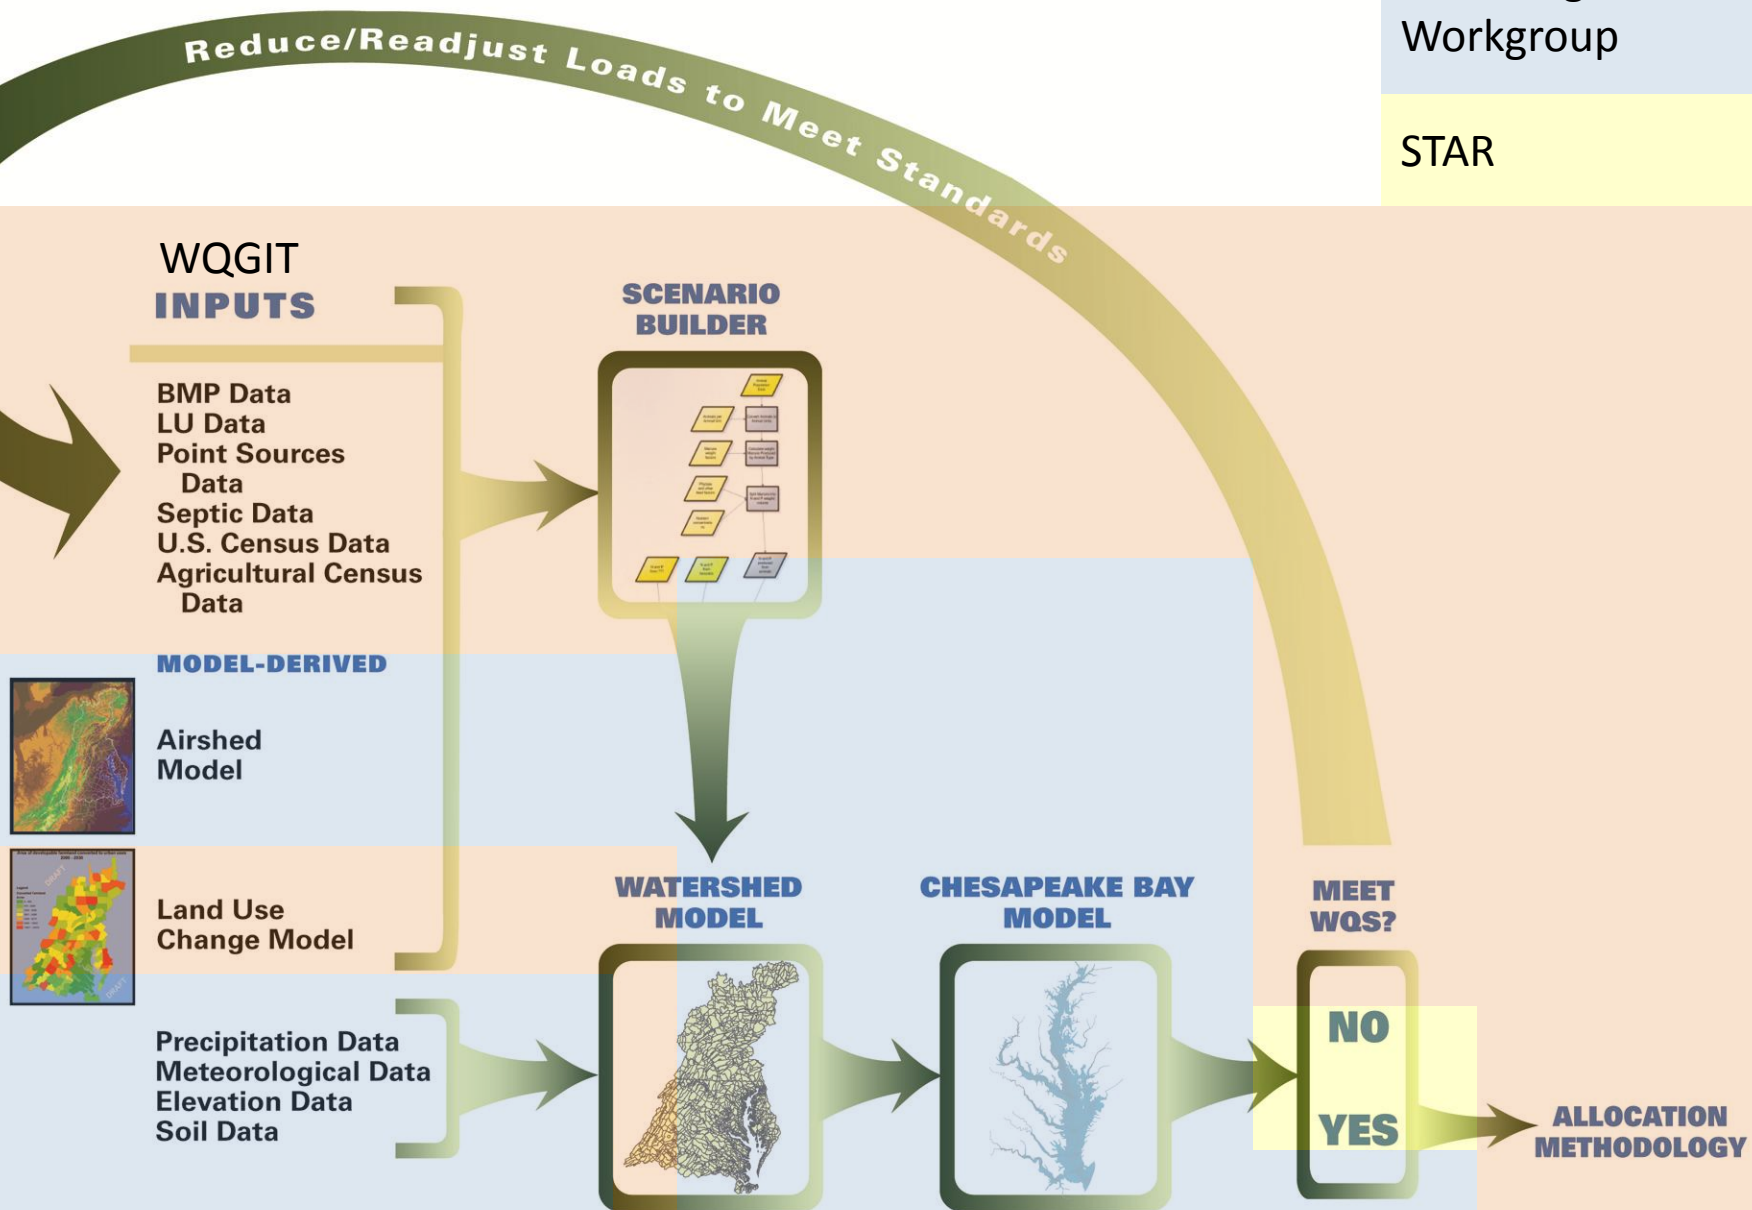 Workgroup
STAR
Reduce/Readjust Loads to Meet Standards
WQGIT
INPUTS
BMP Data
LU Data
Point Sources
Data
Septic Data
U.S. Census Data
Agricultural Census
Data
MODEL-DERIVED
Airshed
Model
Land Use
Change Model
Precipitation Data
Meteorological Data
Elevation Data
Soil Data
SCENARIO
BUILDER
WATERSHED
MODEL
CHESAPEAKE BAY
MODEL
MEET
WQS?
NO
YES
ALLOCATION
METHODOLOGY
DRAFT
DRAFT